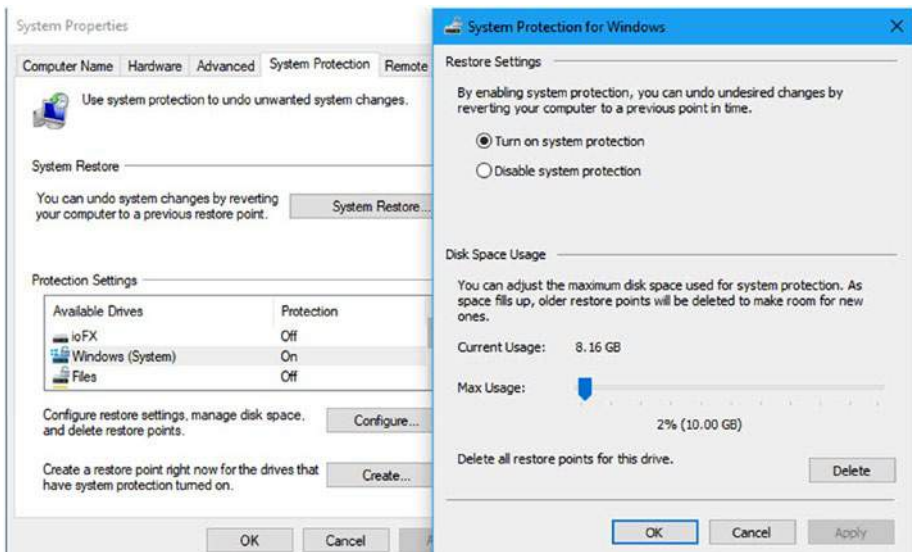 System Properties
Computer Name Hardware Advanced System Protection Remote
Use system protection to undo unwanted system changes.
System Restore
You can undo system changes by reverting
your computer to a previous restore point.
System Restore...
Protection Settings
Available Drives Protection
ioFX Off
Windows (System) On
Files Off
Configure restore settings, manage disk space,
and delete restore points.
Configure...
Create a restore point right now for the drives that
have system protection turned on.
Create...
OK Cancel
System Protection for Windows
Restore Settings
By enabling system protection, you can undo undesired changes by
reverting your computer to a previous point in time.
Turn on system protection
Disable system protection
Disk Space Usage
You can adjust the maximum disk space used for system protection. As
space fills up, older restore points will be deleted to make room for new
ones.
Current Usage: 8.16 GB
Max Usage:
2% (10.00 GB)
Delete all restore points for this drive.
Delete
OK Cancel Apply